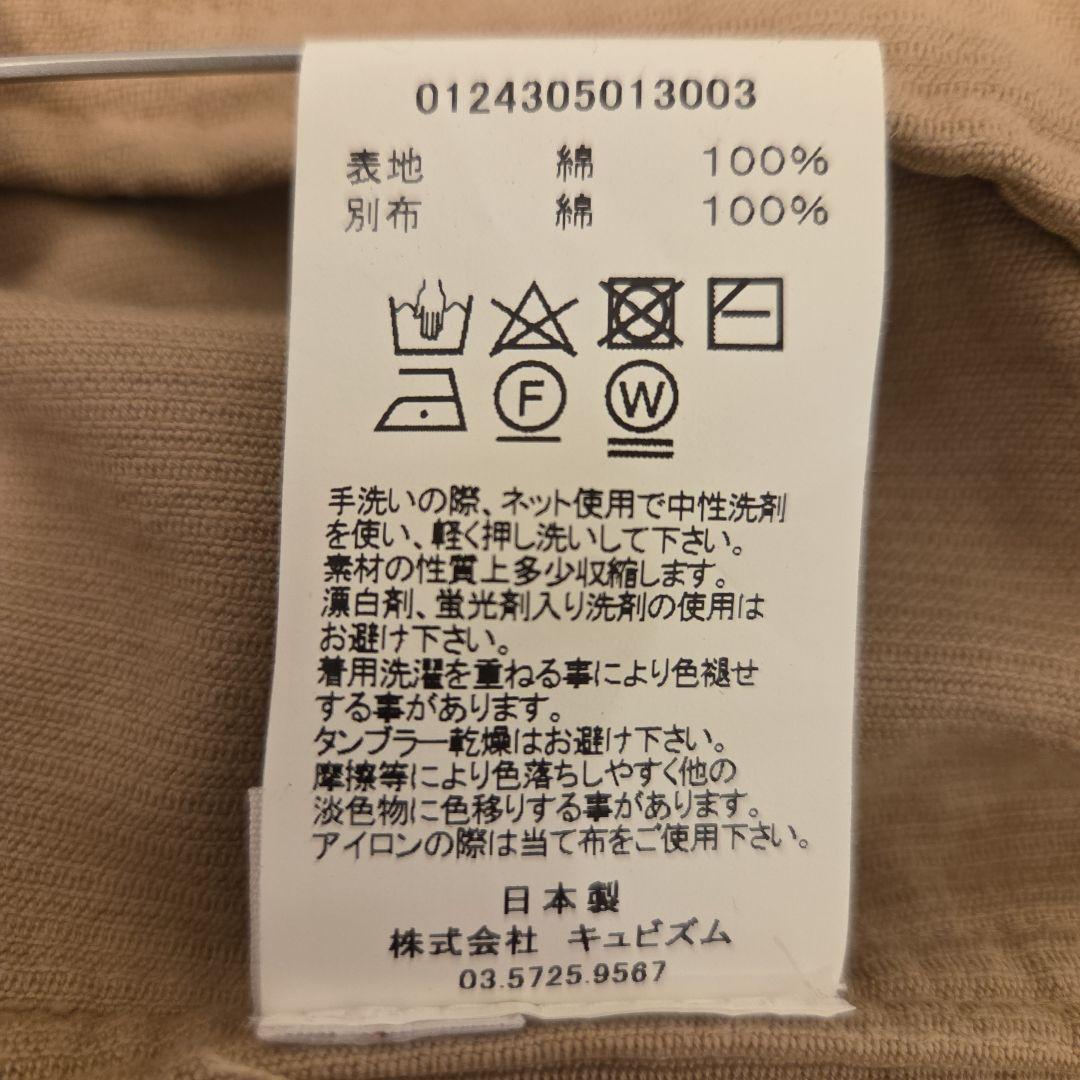 0124305013003
表地 綿 100%
別布 綿 100%
F W
手洗いの際、ネット使用で中性洗剤
を使い、軽く押し洗いして下さい。
素材の性質上多少収縮します。
漂白剤、蛍光剤入り洗剤の使用は
お避け下さい。
着用洗濯を重ねる事により色褪せ
する事があります。
タンブラー乾燥はお避け下さい。
摩擦等により色落ちしやすく他の
淡色物に色移りする事があります。
アイロンの際は当て布をご使用下さい。
日本製
株式会社 キュビズム
03.5725.9567